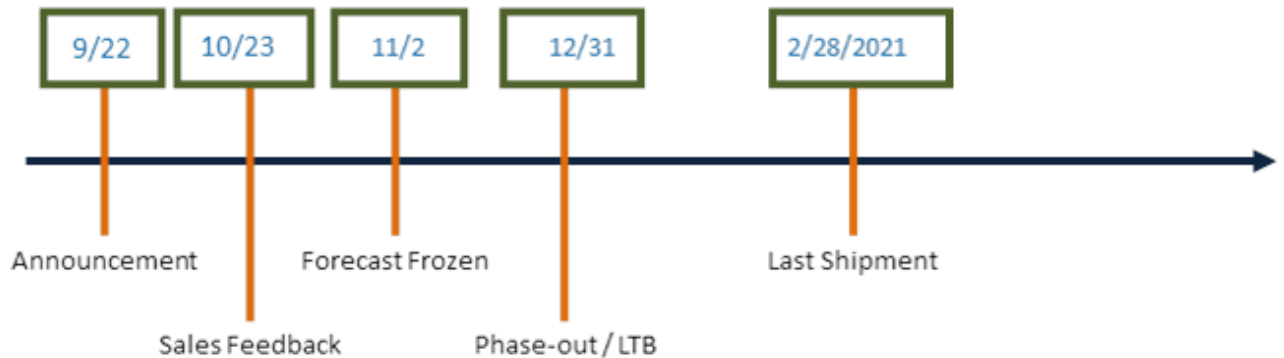 9/22
10/23
11/2
12/31
2/28/2021
Announcement
Forecast Frozen
Last Shipment
Sales Feedback
Phase-out / LTB